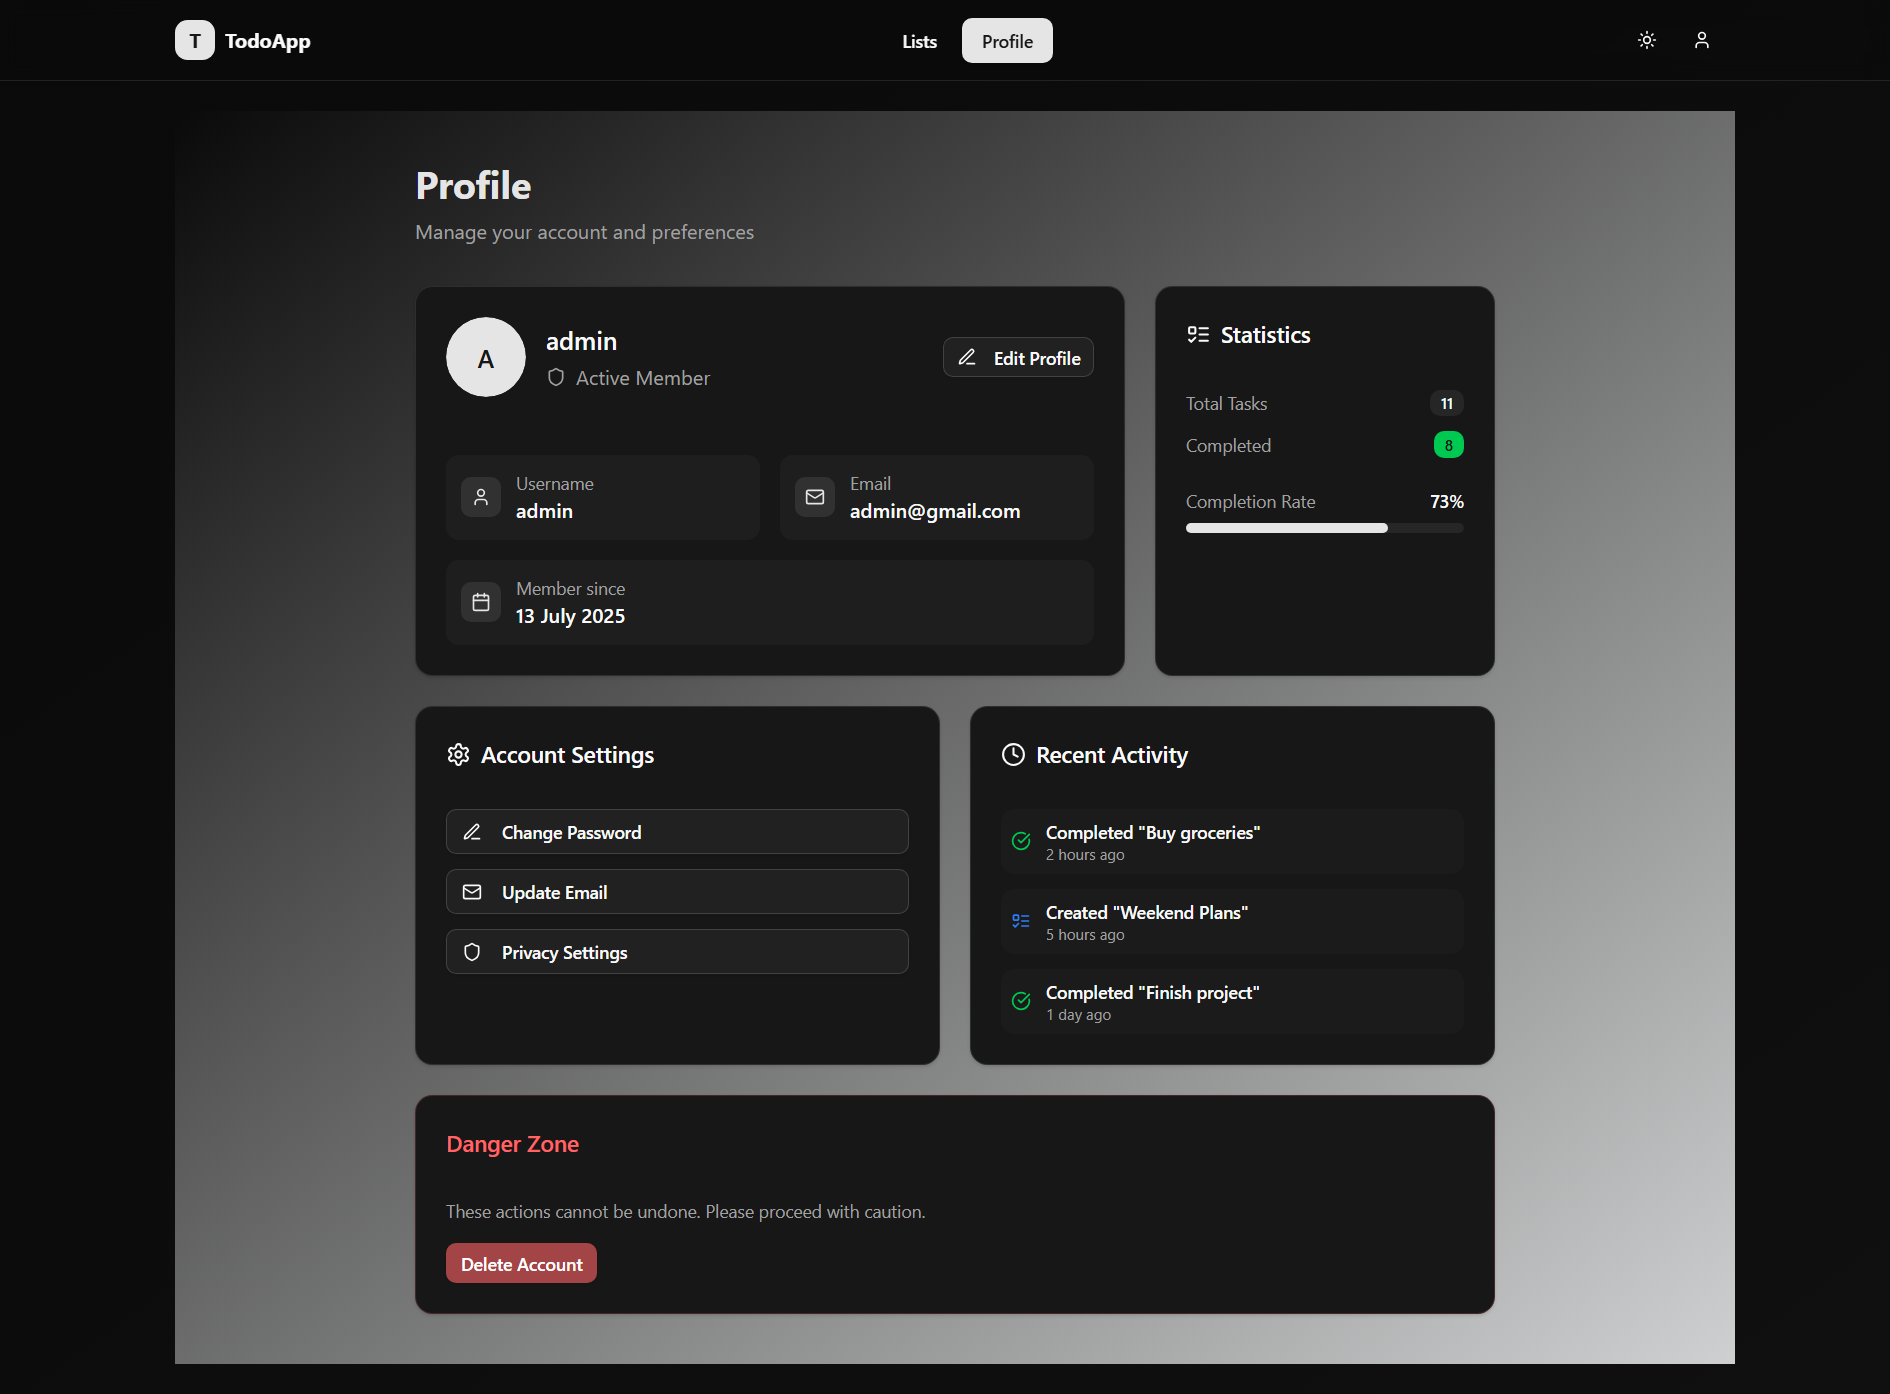 T TodoApp
Lists
Profile
Profile
Manage your account and preferences
A
admin
Active Member
Edit Profile
Username
admin
Email
admin@gmail.com
Member since
13 July 2025
Statistics
Total Tasks 11
Completed 8
Completion Rate 73%
Account Settings
Change Password
Update Email
Privacy Settings
Recent Activity
Completed "Buy groceries"
2 hours ago
Created "Weekend Plans"
5 hours ago
Completed "Finish project"
1 day ago
Danger Zone
These actions cannot be undone. Please proceed with caution.
Delete Account